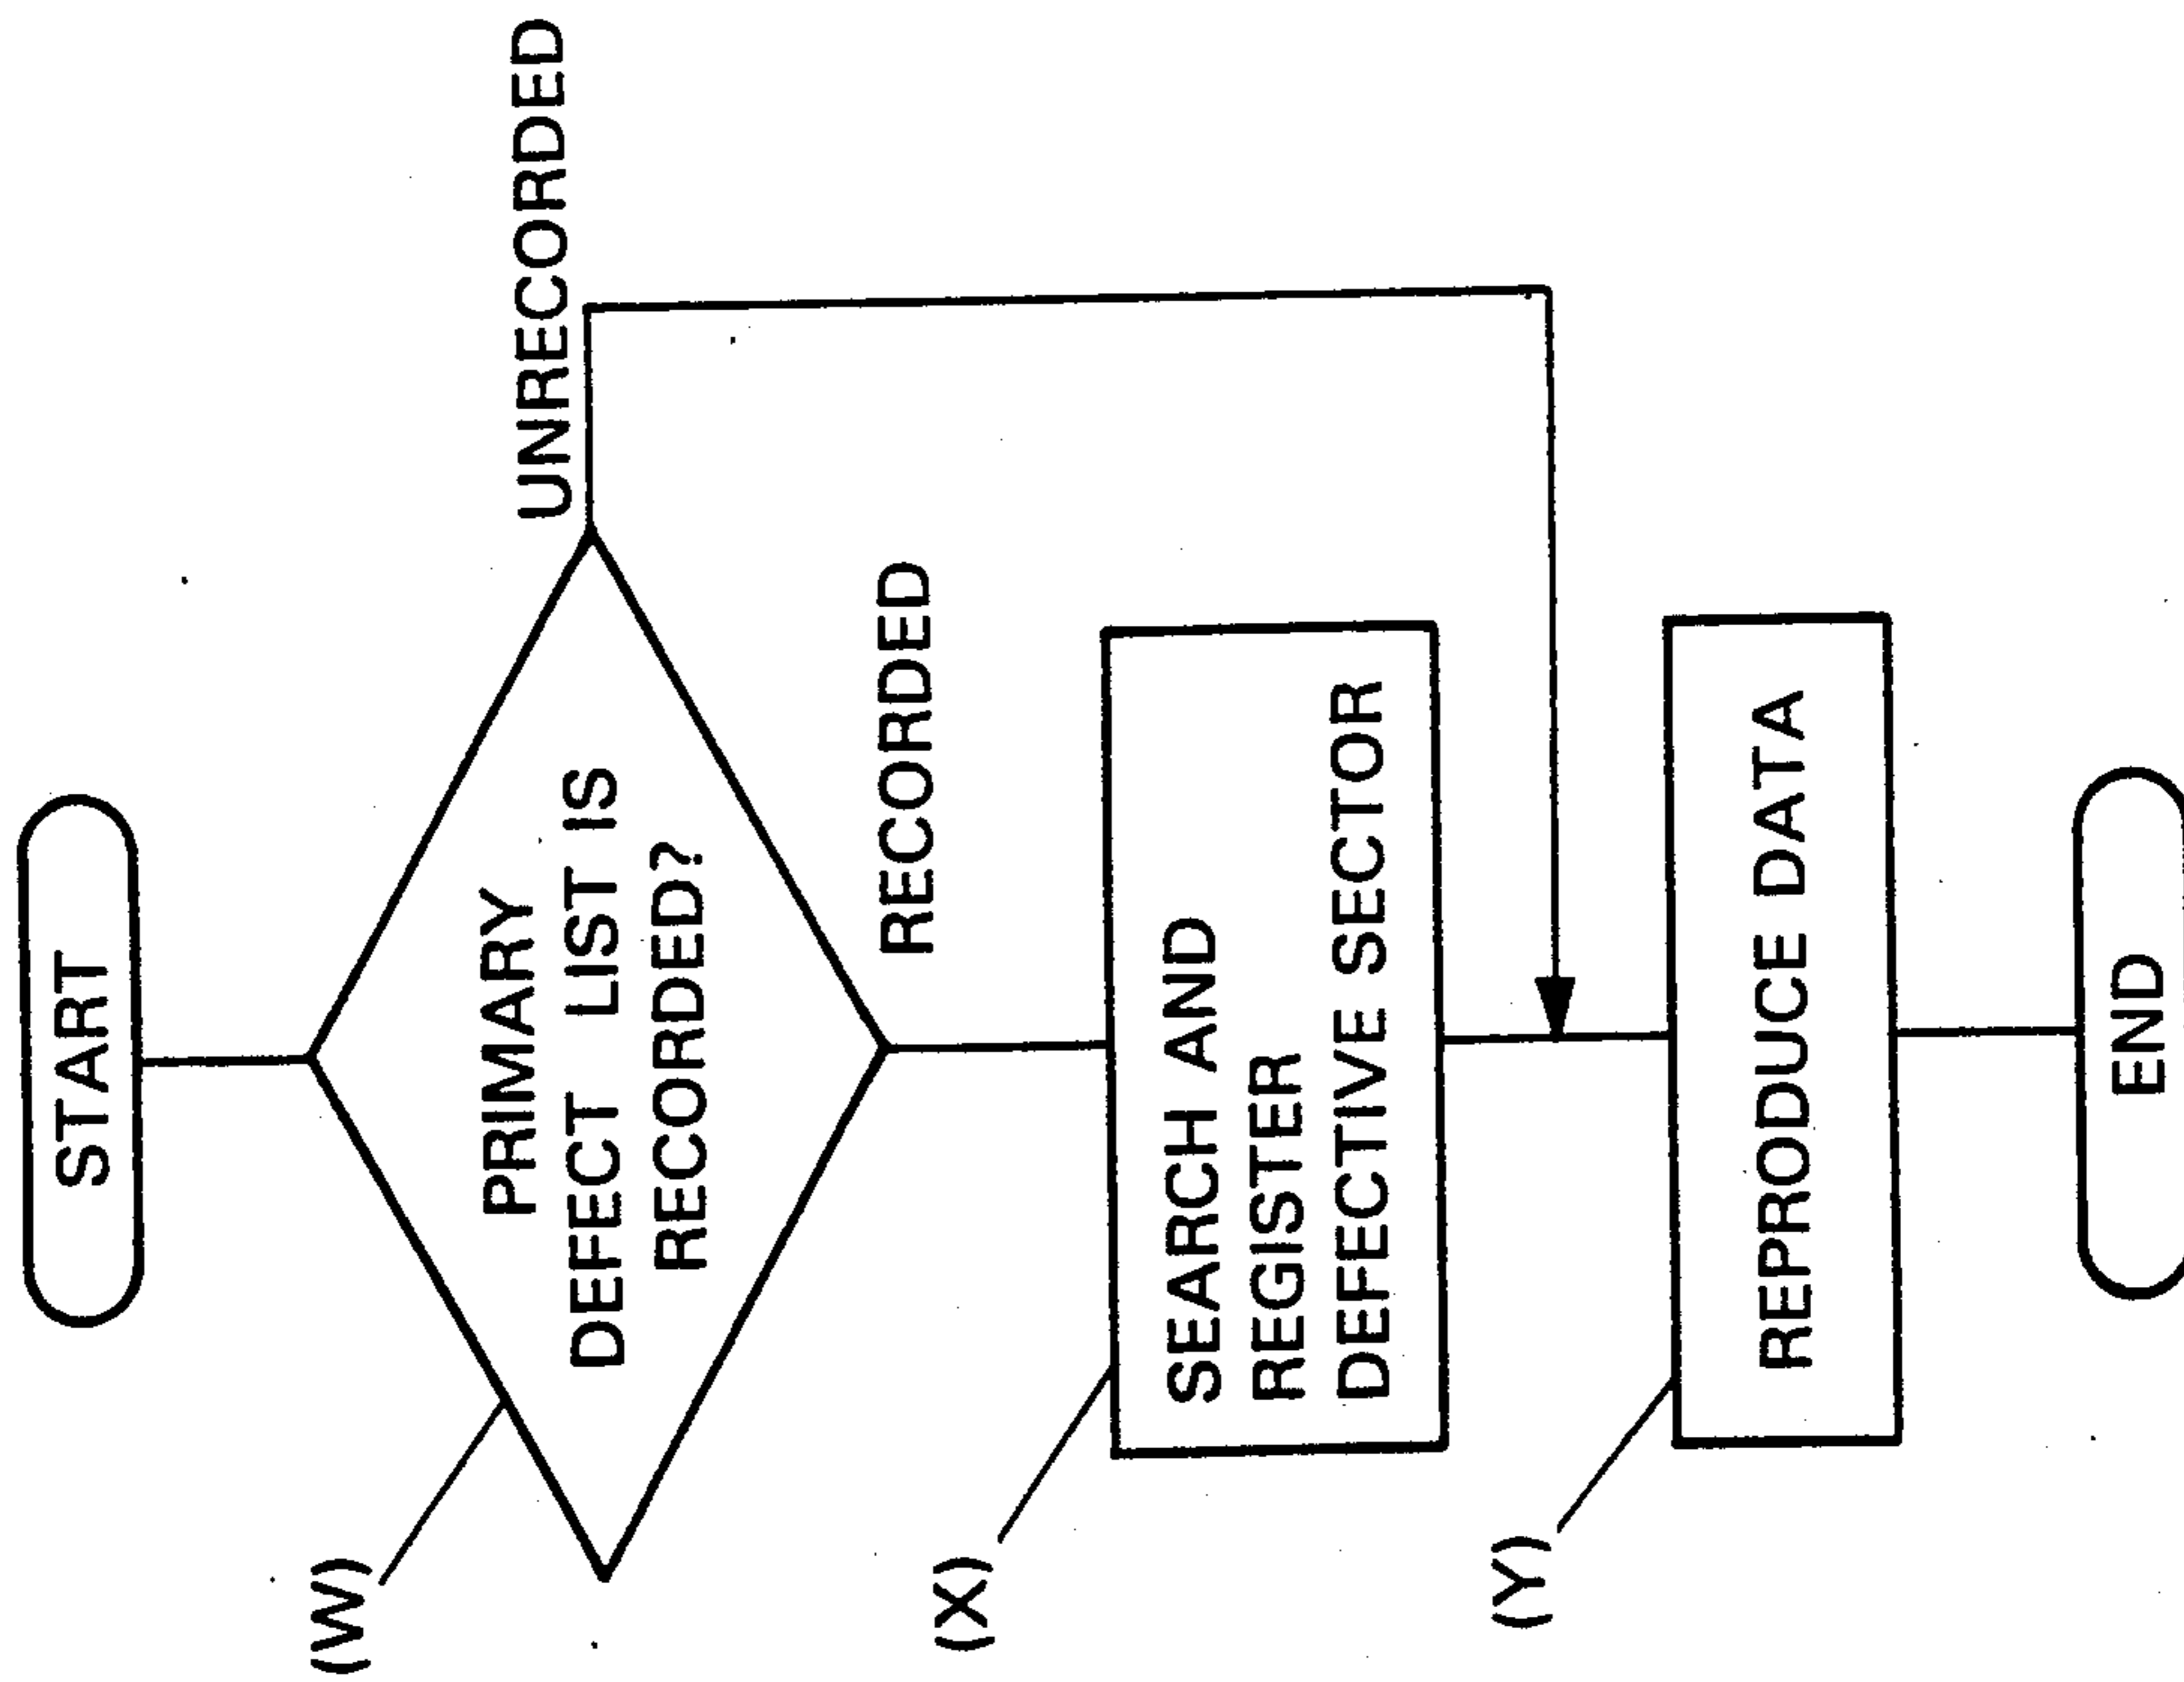 START
(W)
PRIMARY
DEFECT LIST IS
RECORDED?
UNRECORDED
RECORDED
(X)
SEARCH AND
REGISTER
DEFECTIVE SECTOR
(Y)
REPRODUCE DATA
END